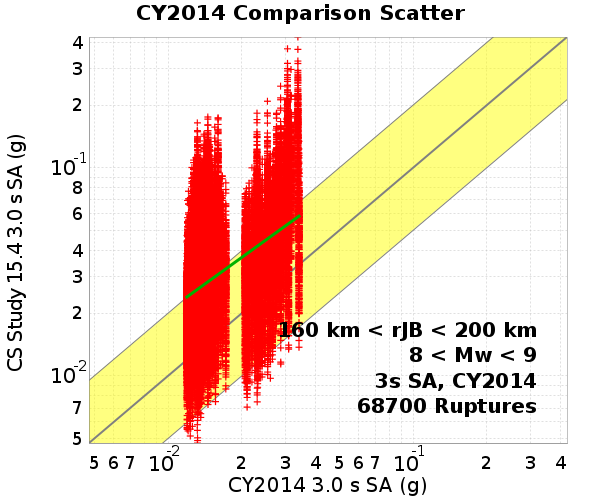 CY2014 Comparison Scatter
CS Study 15.4 3.0 s SA (g)
4
3
2
10^-1
8
6
4
3
2
10^-2
7
5
160 km < rJB < 200 km
8 < Mw < 9
3s SA, CY2014
68700 Ruptures
5 6 7 10^-2 2 3 4 5 6 7 10^-1 2 3 4
CY2014 3.0 s SA (g)